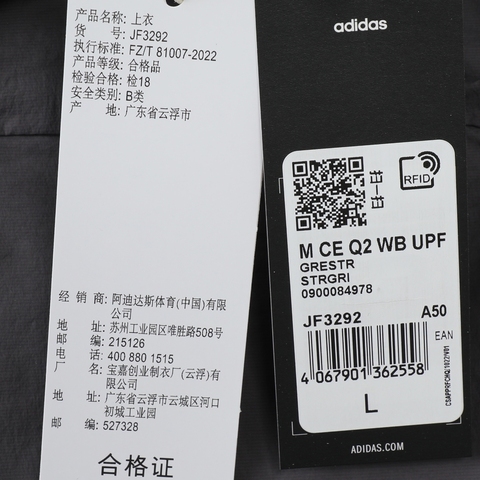 产品名称: 上衣
货 号: JF3292
执行标准: FZ/T 81007-2022
产品等级: 合格品
检验合格: 检18
安全类别: B类
产 地: 广东省云浮市
经 销 商: 阿迪达斯体育(中国)有限
公司
地 址: 苏州工业园区唯胜路508号
邮 编: 215126
电 话: 400 880 1515
厂 名: 宝嘉创业制衣厂(云浮)有
限公司
地 址: 广东省云浮市云城区河口
初城工业园
邮 编: 527328
合格证
adidas
RFID
M CE Q2 WB UPF
GRESTR
STRGRI
0900084978
JF3292 A50
EAN
4 067901 362558
L
ADIDAS.COM